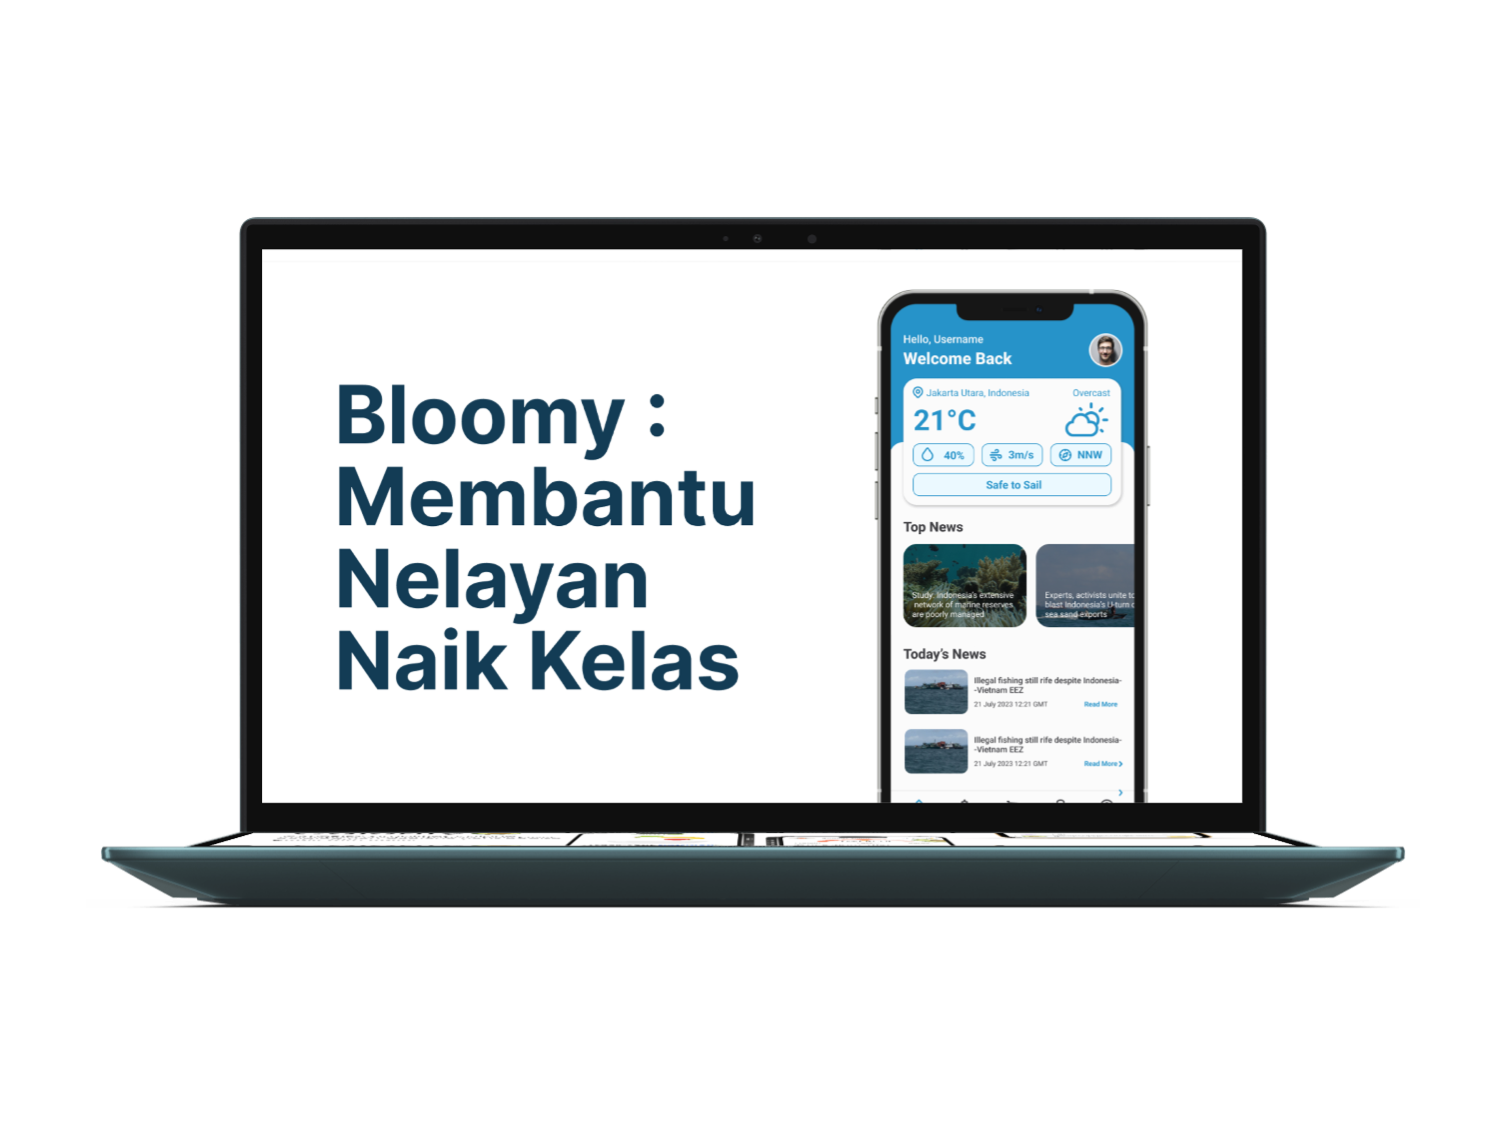 Bloomy :
Membantu
Nelayan
Naik Kelas
Hello, Username
Welcome Back
Jakarta Utara, Indonesia
Overcast
21°C
40%
3m/s
NNW
Safe to Sail
Top News
Study: Indonesia's extensive
network of marine reserves
are poorly managed
Experts, activists unite to
blast Indonesia's U-turn
sea sand exports
Today's News
Illegal fishing still rife despite Indonesia-
-Vietnam EEZ
21 July 2023 12:21 GMT
Read More
Illegal fishing still rife despite Indonesia-
-Vietnam EEZ
21 July 2023 12:21 GMT
Read More